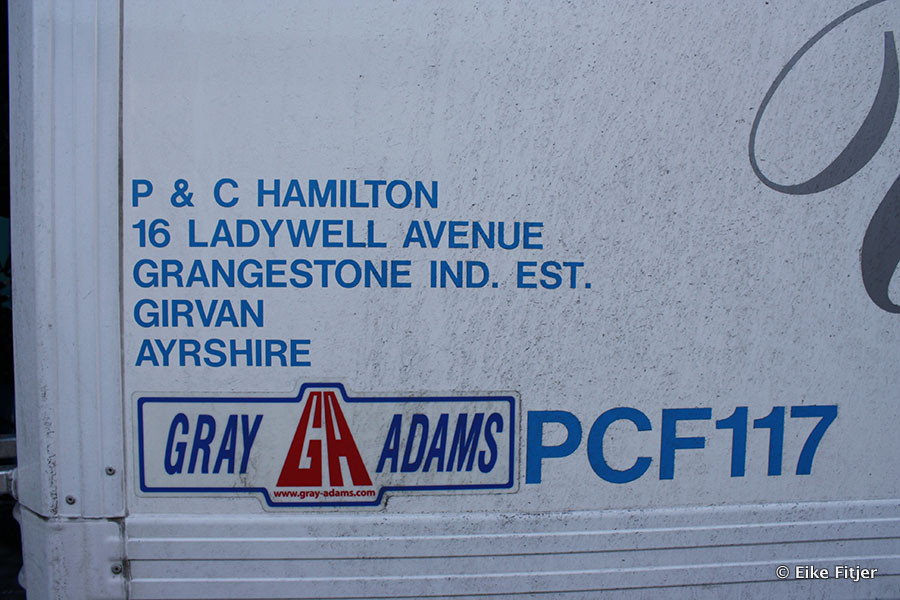 P & C HAMILTON
16 LADYWELL AVENUE
GRANGESTONE IND. EST.
GIRVAN
AYRSHIRE
GRAY GA ADAMS
www.gray-adams.com
PCF117
© Eike Fitjer